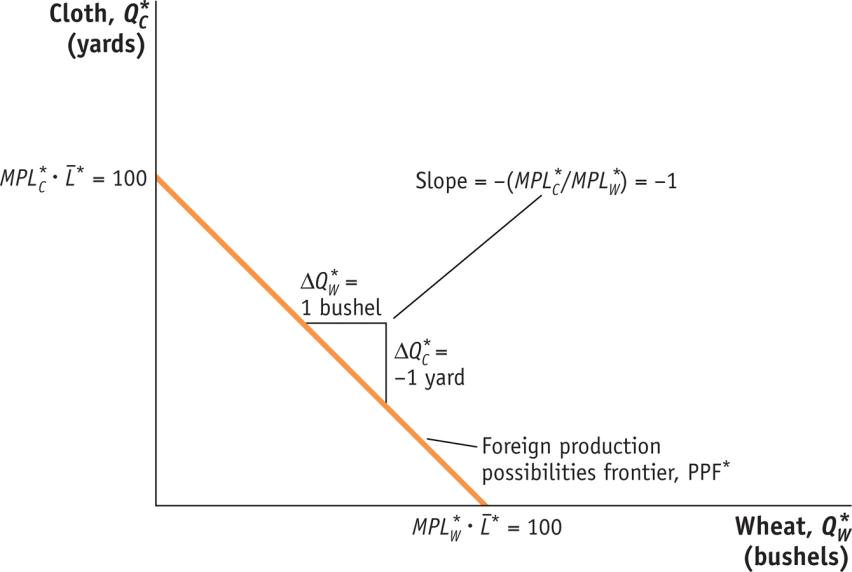 Cloth, Q*C
(yards)
MPL*C · L̅* = 100
Slope = –(MPL*C/MPL*W) = –1
ΔQ*W =
1 bushel
ΔQ*C =
–1 yard
Foreign production
possibilities frontier, PPF*
MPL*W · L̅* = 100
Wheat, Q*W
(bushels)